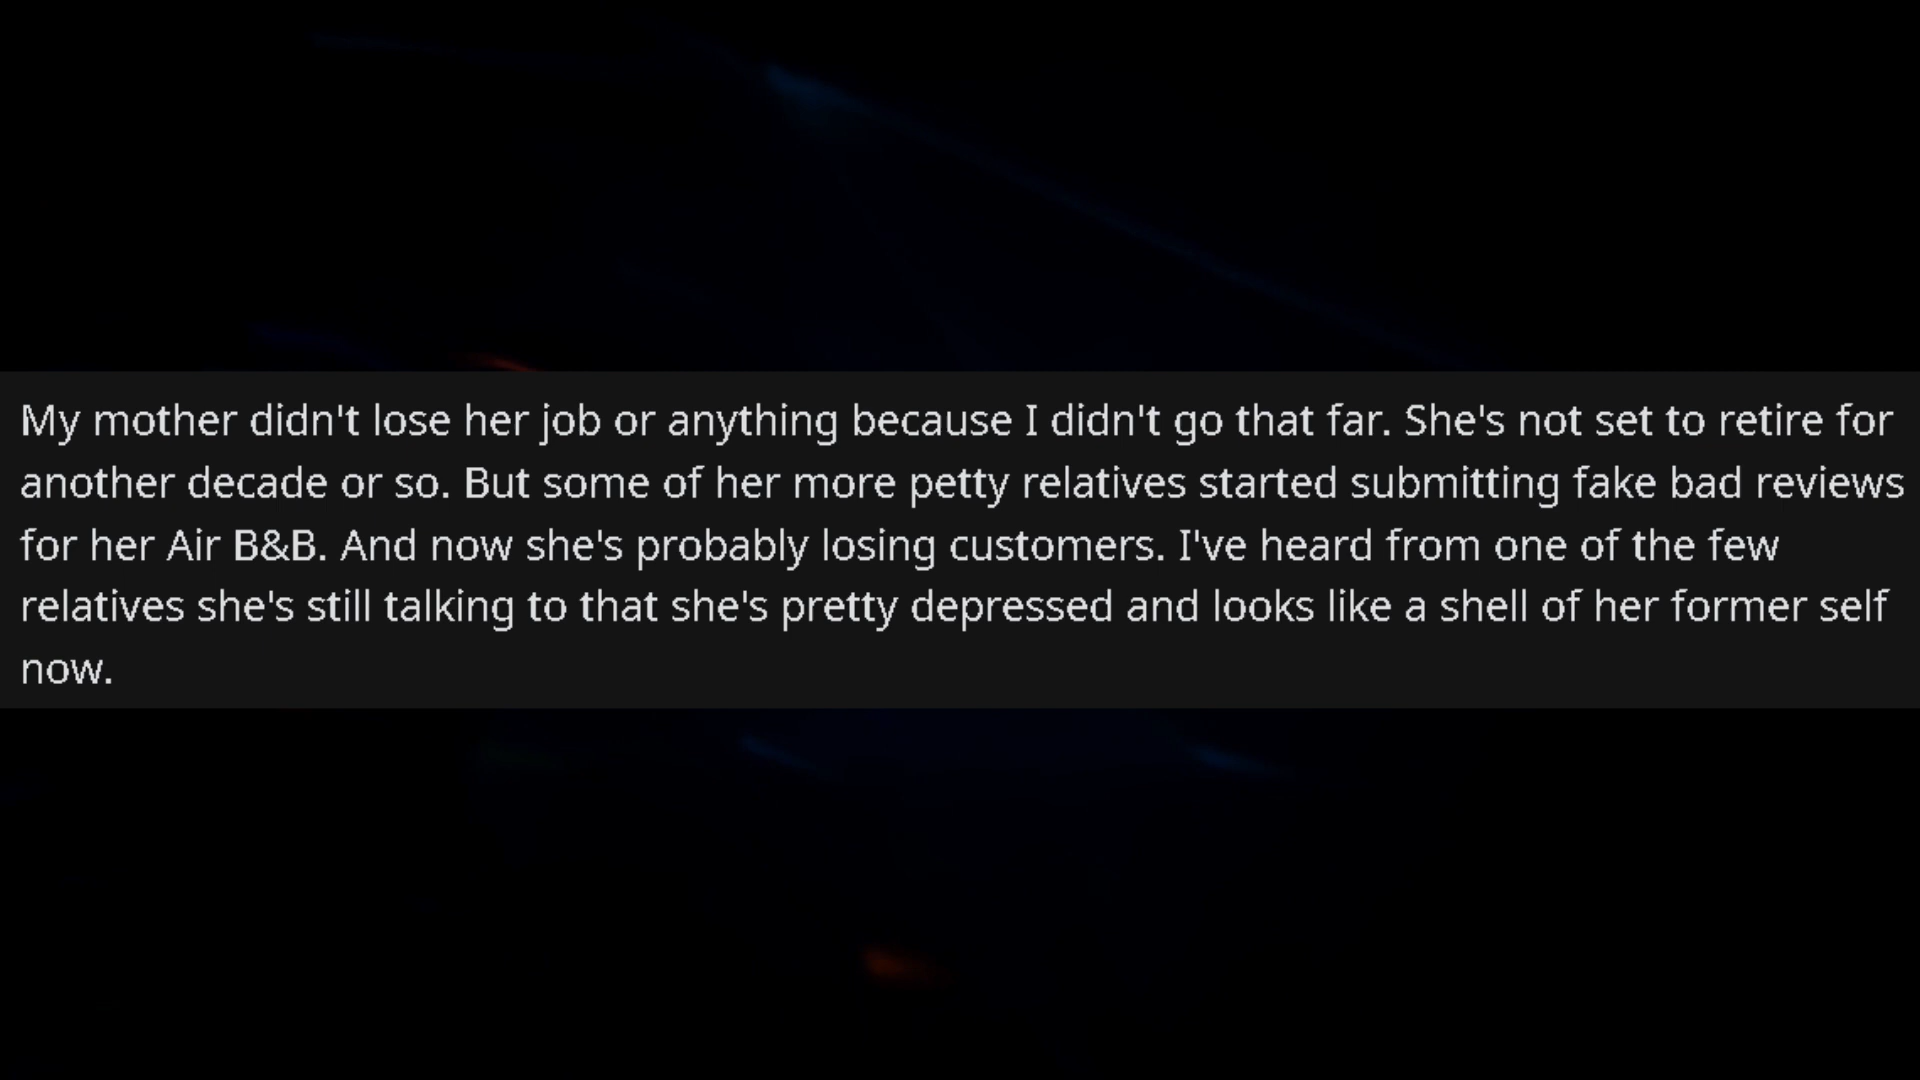 My mother didn't lose her job or anything because I didn't go that far. She's not set to retire for
another decade or so. But some of her more petty relatives started submitting fake bad reviews
for her Air B&B. And now she's probably losing customers. I've heard from one of the few
relatives she's still talking to that she's pretty depressed and looks like a shell of her former self
now.